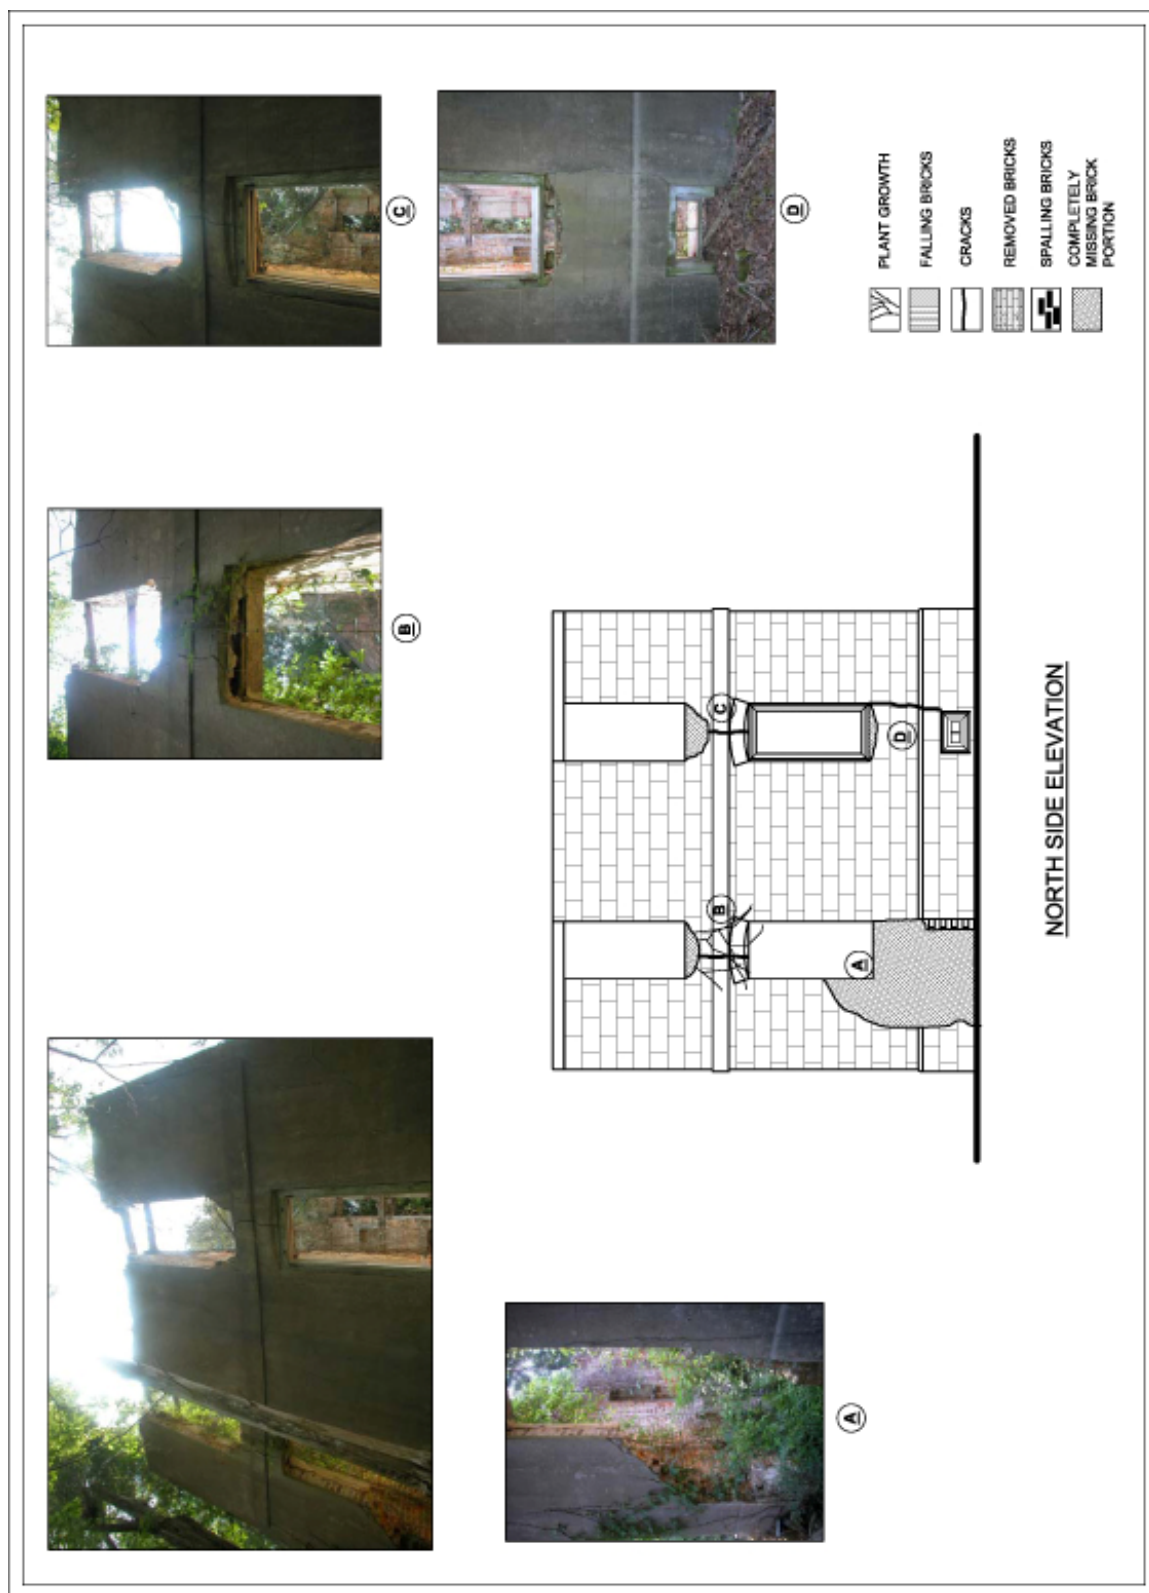 C
D
PLANT GROWTH
FALLING BRICKS
CRACKS
REMOVED BRICKS
SPALLING BRICKS
COMPLETELY
MISSING BRICK
PORTION
B
C
D
B
A
NORTH SIDE ELEVATION
A